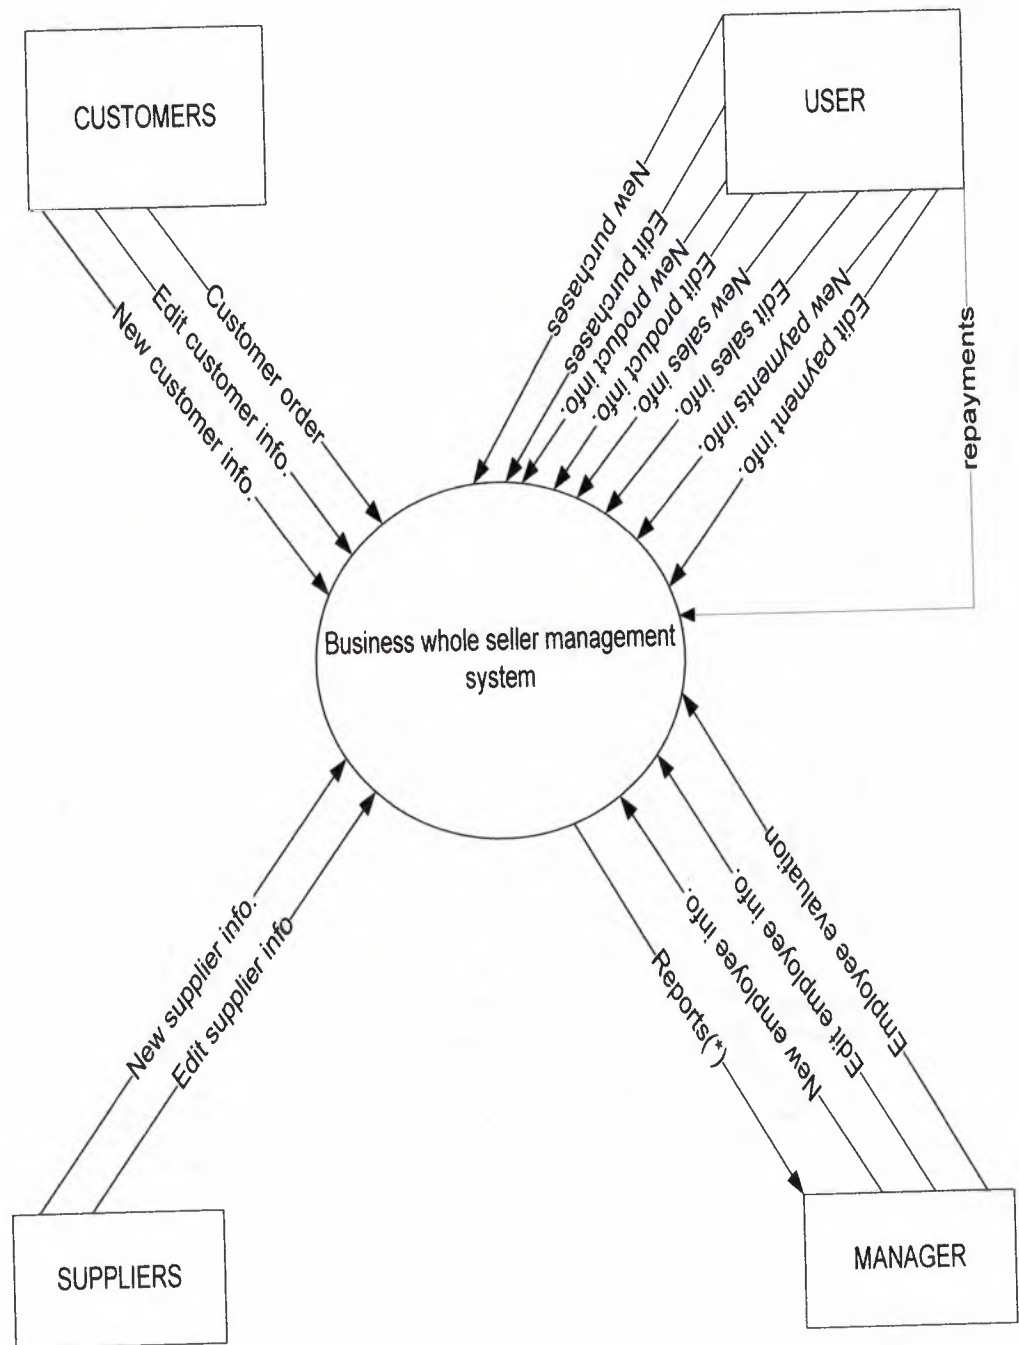 CUSTOMERS
USER
New purchases
Edit purchases
New product info.
Edit product info.
New sales info.
Edit sales info.
New payments info.
Edit payment info.
repayments
Customer order
Edit customer info.
New customer info.
Business whole seller management
system
New supplier info.
Edit supplier info
Reports(*)
New employee info.
Edit employee info.
Employee evaluation
SUPPLIERS
MANAGER